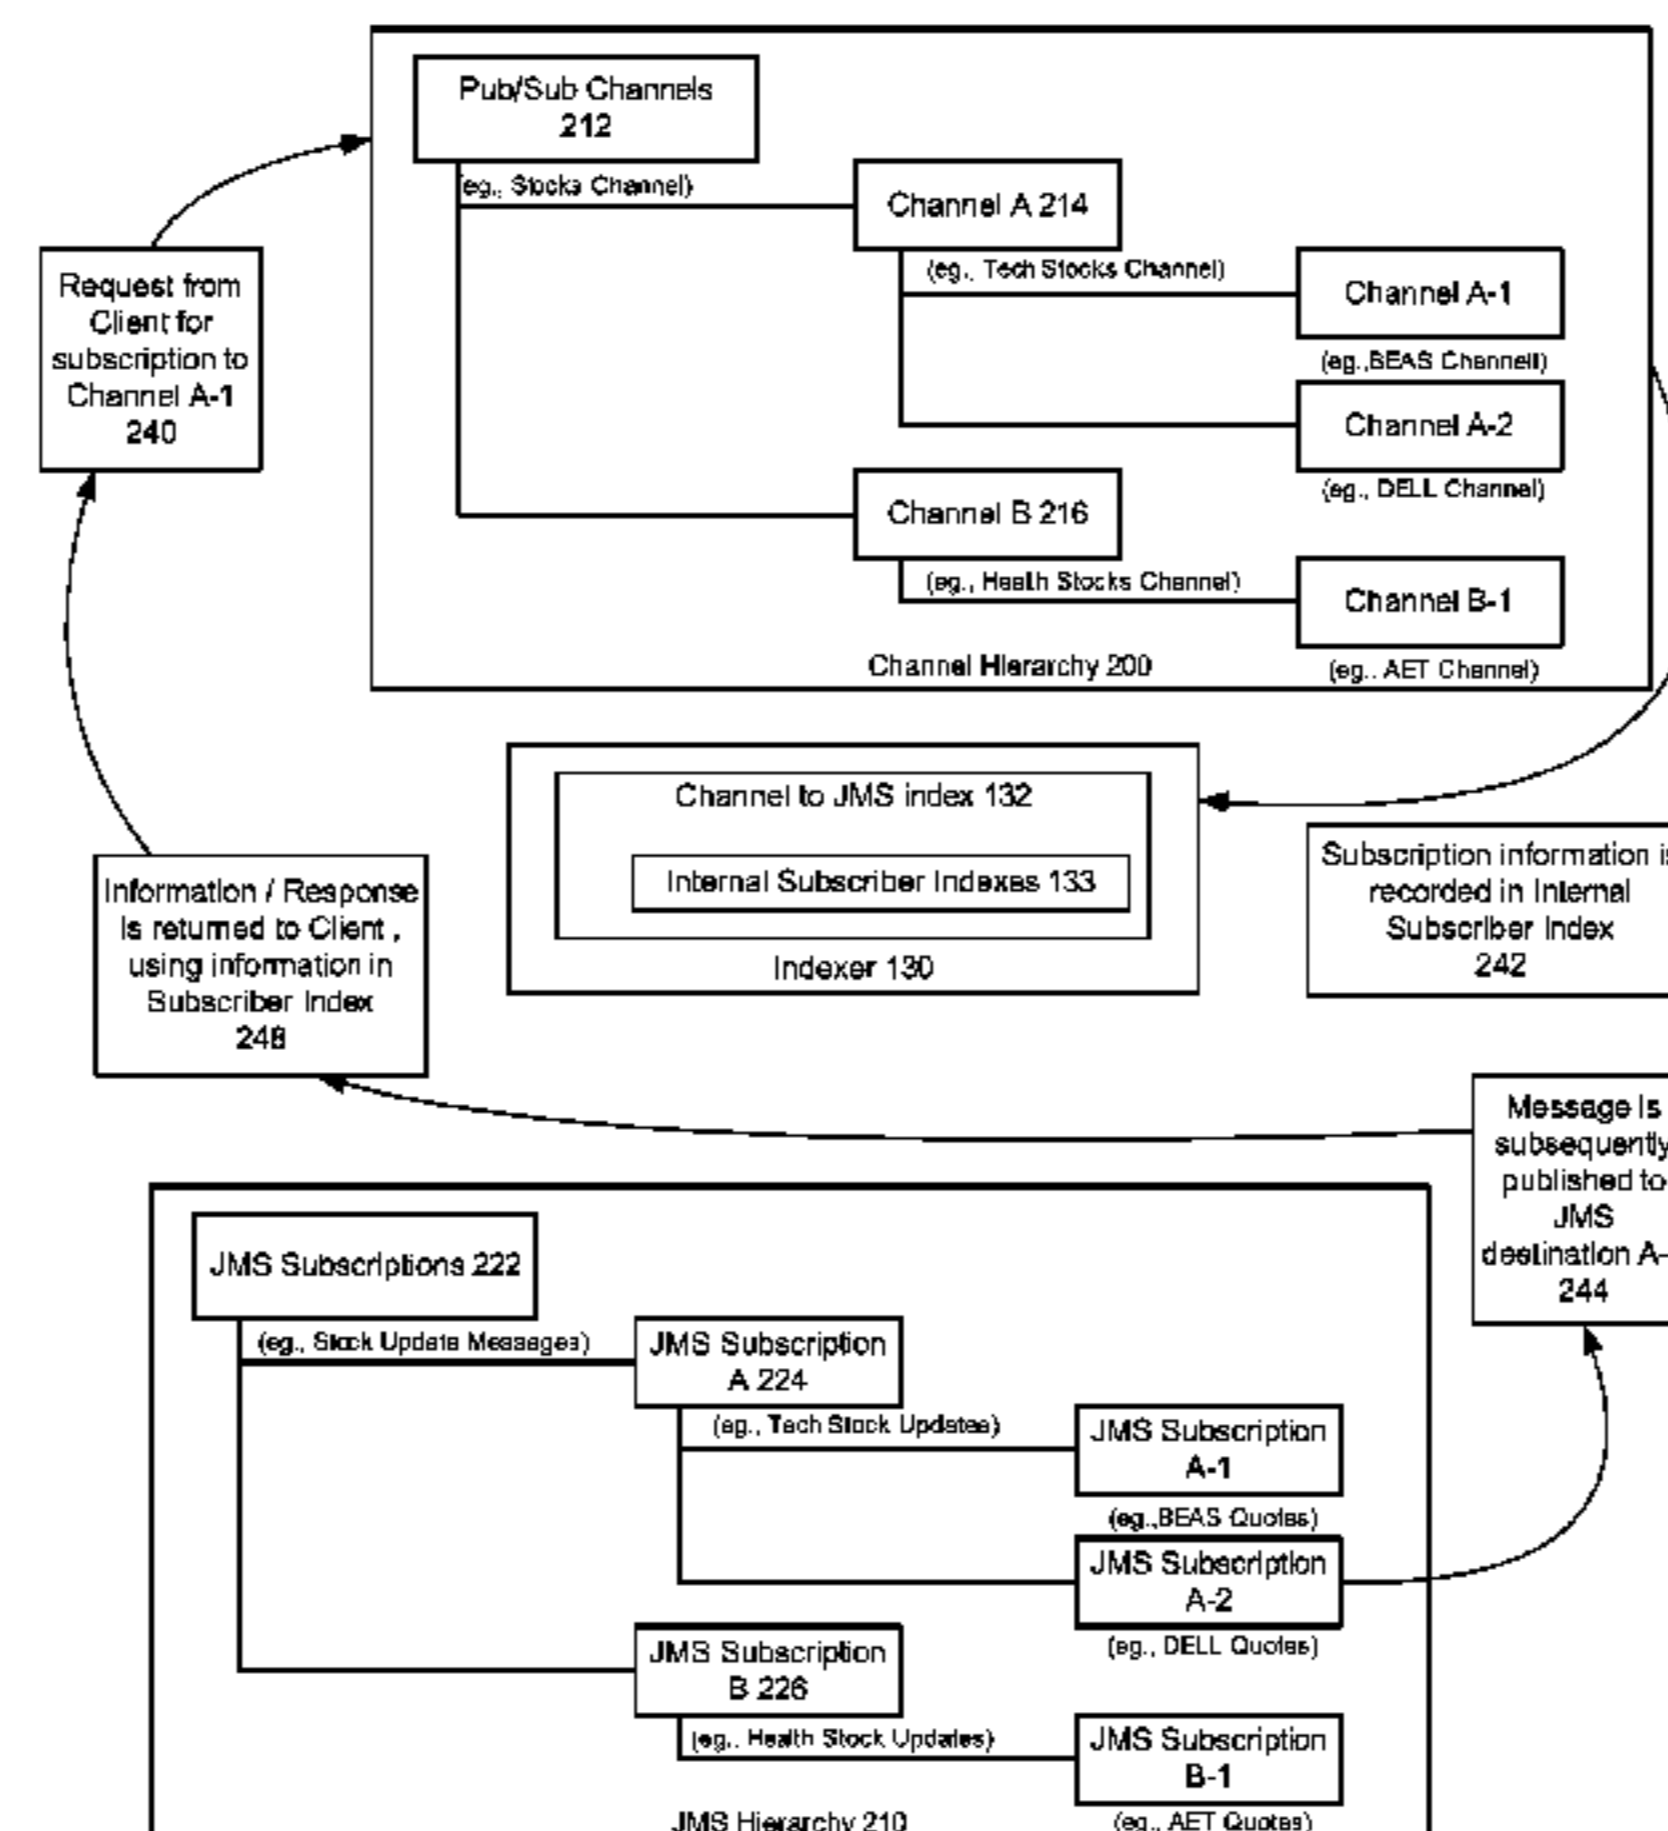 Pub/Sub Channels
212
(eg., Stocks Channel)
Channel A 214
(eg., Tech Stocks Channel)
Channel A-1
(eg.,BEAS Channell)
Channel A-2
(eg., DELL Channel)
Channel B 216
(eg., Health Stocks Channel)
Channel B-1
(eg., AET Channel)
Channel Hierarchy 200
Request from
Client for
subscription to
Channel A-1
240
Channel to JMS index 132
Internal Subscriber Indexes 133
Indexer 130
Subscription information is
recorded in Internal
Subscriber Index
242
Information / Response
is returned to Client ,
using information in
Subscriber Index
248
Message is
subsequently
published to
JMS
destination A-
244
JMS Subscriptions 222
(eg., Stock Update Messages)
JMS Subscription
A 224
(eg., Tech Stock Updates)
JMS Subscription
A-1
(eg.,BEAS Quotes)
JMS Subscription
A-2
(eg., DELL Quotes)
JMS Subscription
B 226
(eg., Health Stock Updates)
JMS Subscription
B-1
(eg., AET Quotes)
JMS Hierarchy 210